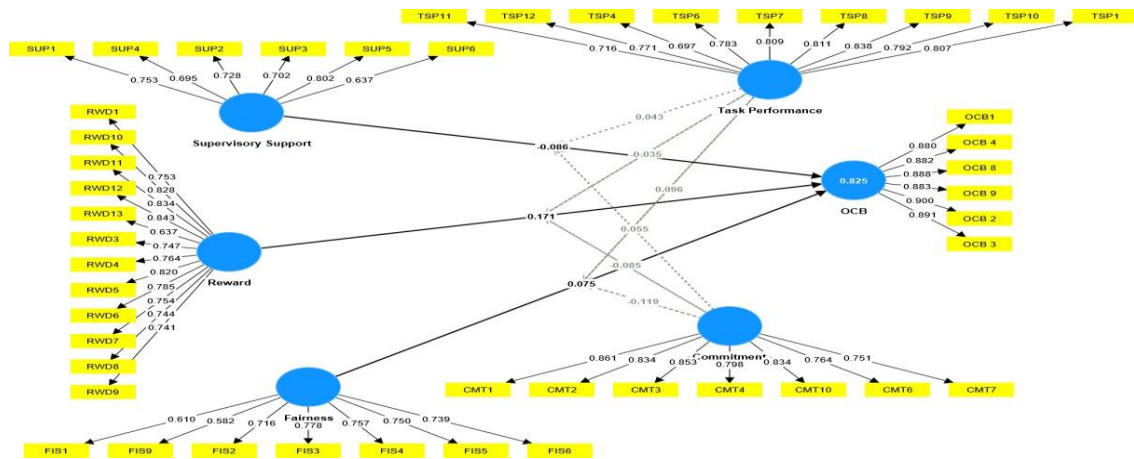 TSP11 TSP12 TSP4 TSP6 TSP7 TSP8 TSP9 TSP10 TSP1
0.716 0.771 0.697 0.783 0.809 0.811 0.838 0.792 0.807
Task Performance
SUP1 SUP4 SUP2 SUP3 SUP5 SUP6
0.753 0.695 0.728 0.702 0.802 0.637
Supervisory Support
RWD1
RWD10
RWD11
RWD12
RWD13
RWD3
RWD4
RWD5
RWD6
RWD7
RWD8
RWD9
0.753
0.828
0.834
0.843
0.637
0.747
0.764
0.820
0.785
0.754
0.744
0.741
Reward
0.043
-0.086
-0.035
0.096
0.171
0.055
-0.085
0.075
-0.119
0.825
OCB
0.880
0.882
0.888
0.883
0.900
0.891
OCB1
OCB 4
OCB 8
OCB 9
OCB 2
OCB 3
Commitment
0.861 0.834 0.853 0.798 0.834 0.764 0.751
CMT1 CMT2 CMT3 CMT4 CMT10 CMT6 CMT7
Fairness
0.610 0.582 0.716 0.778 0.757 0.750 0.739
FIS1 FIS9 FIS2 FIS3 FIS4 FIS5 FIS6